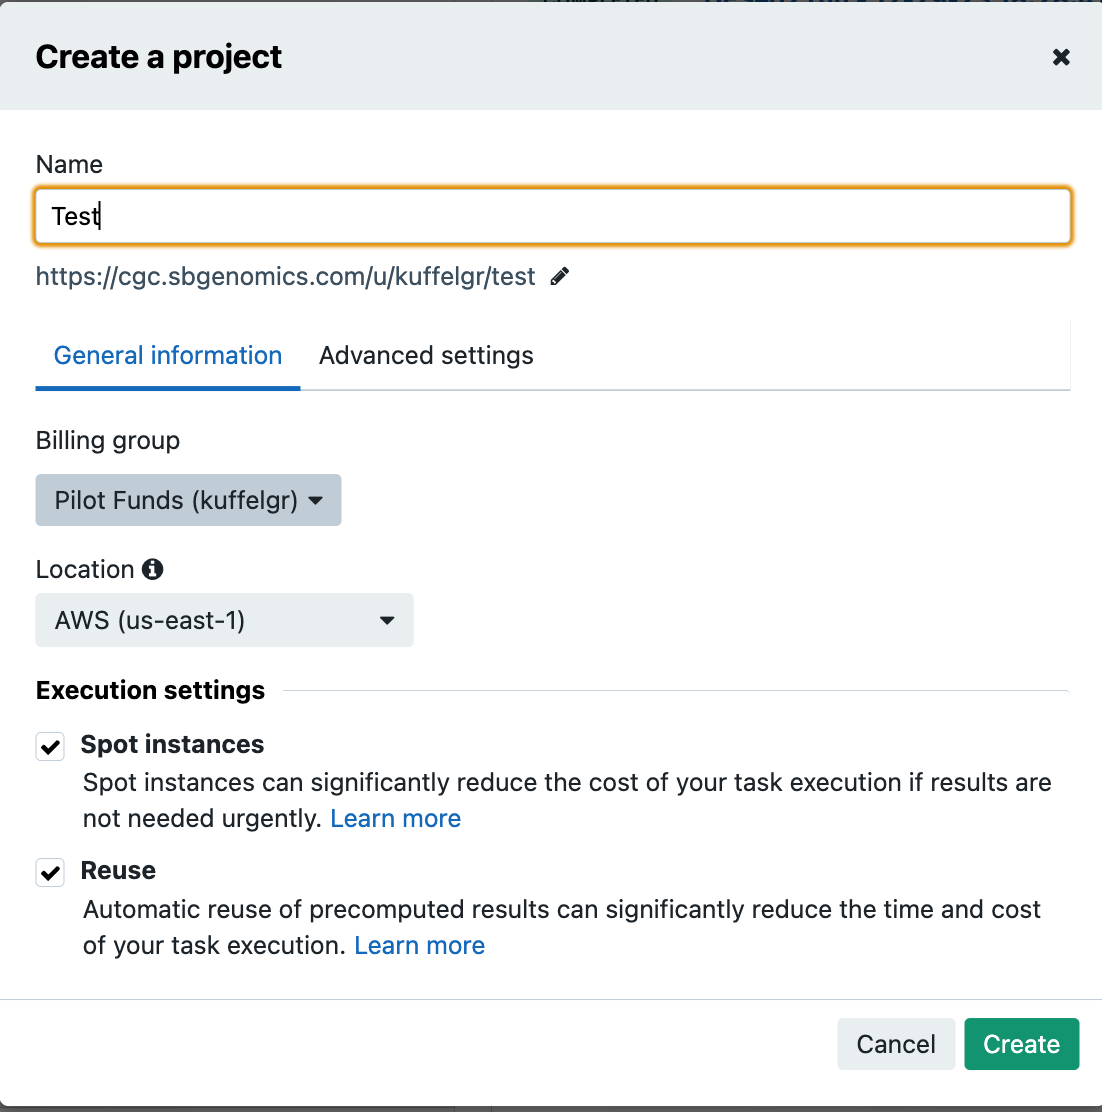 Create a project
Name
Test
https://cgc.sbgenomics.com/u/kuffelgr/test
General information
Advanced settings
Billing group
Pilot Funds (kuffelgr)
Location
AWS (us-east-1)
Execution settings
Spot instances
Spot instances can significantly reduce the cost of your task execution if results are
not needed urgently. Learn more
Reuse
Automatic reuse of precomputed results can significantly reduce the time and cost
of your task execution. Learn more
Cancel
Create